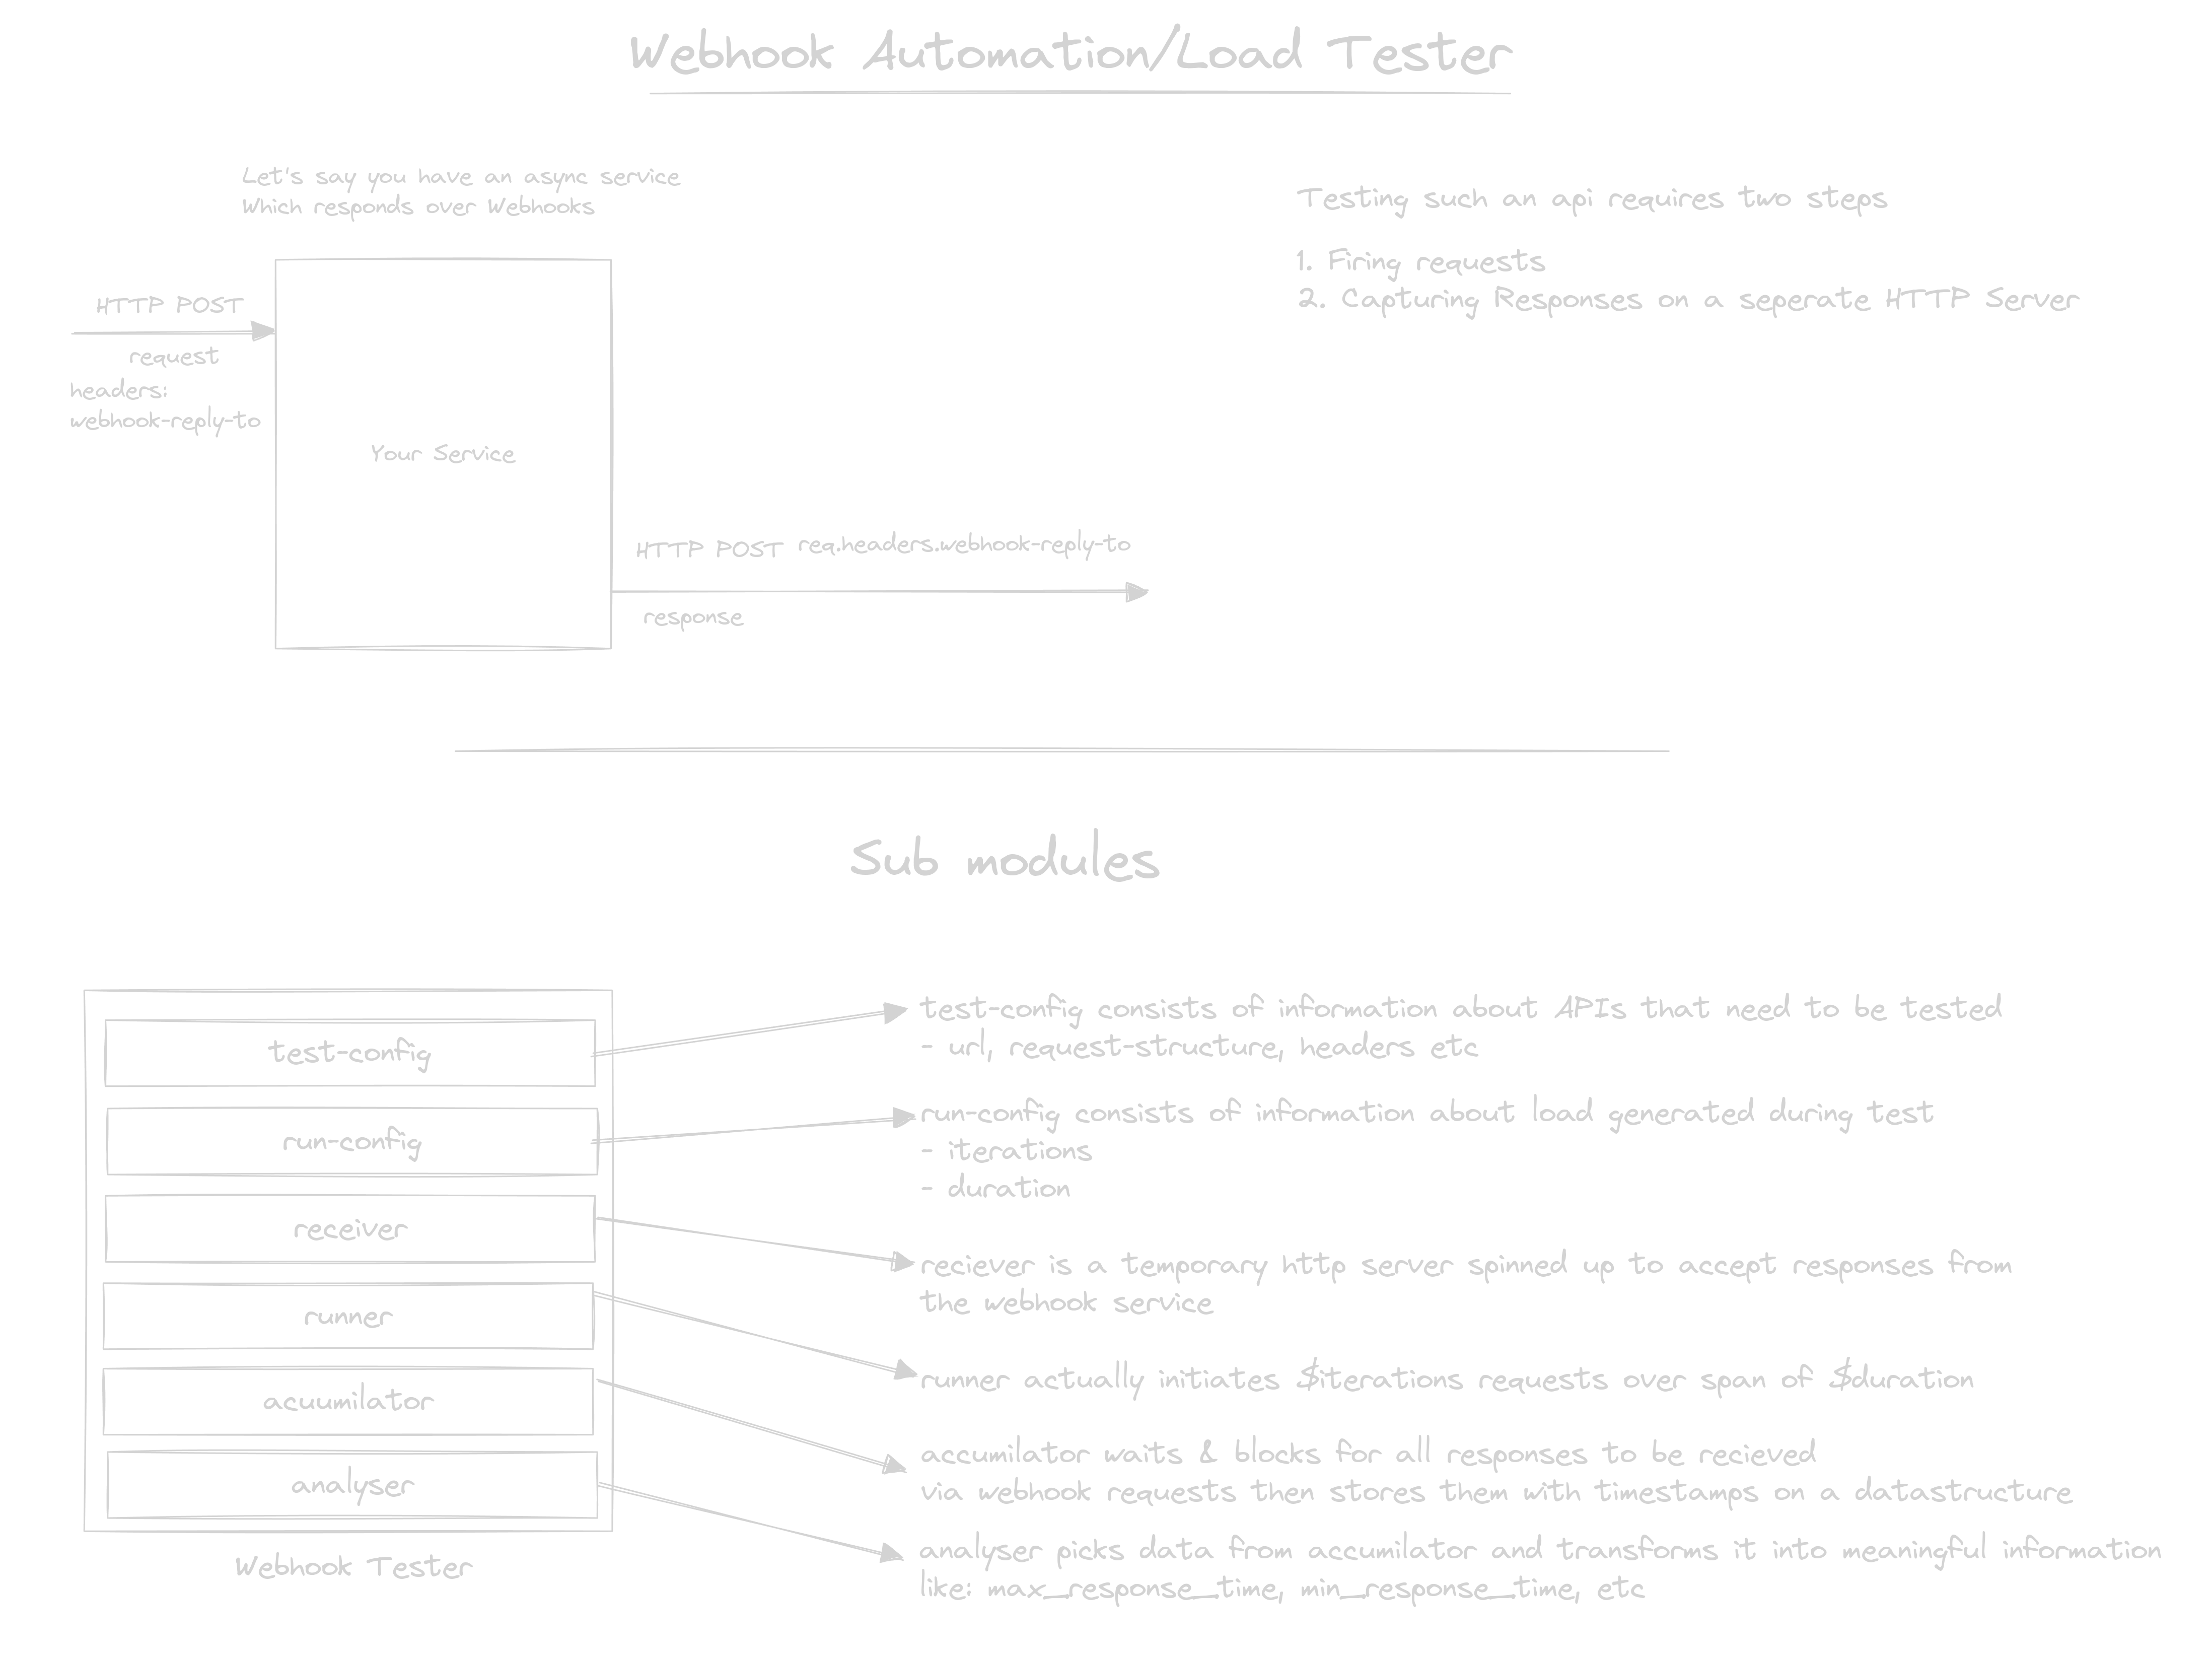 Webhook Automation/Load Tester
Let's say you have an async service
Which responds over Webhooks
Testing such an api requires two steps
1. Firing requests
2. Capturing Responses on a seperate HTTP Server
HTTP POST
request
headers:
webhook-reply-to
Your Service
HTTP POST req.headers.webhook-reply-to
response
Sub modules
test-config
run-config
receiver
runner
acuumilator
analyser
Webhook Tester
test-config consists of information about APIs that need to be tested
- url, request-structure, headers etc
run-config consists of infomation about load generated during test
- iterations
- duration
reciever is a temporary http server spinned up to accept responses from
the webhook service
runner actually initiates $iterations requests over span of $duration
accumilator waits & blocks for all responses to be recieved
via webhook requests then stores them with timestamps on a datastructure
analyser picks data from accumilator and transforms it into meaningful information
like: max_response_time, min_response_time, etc